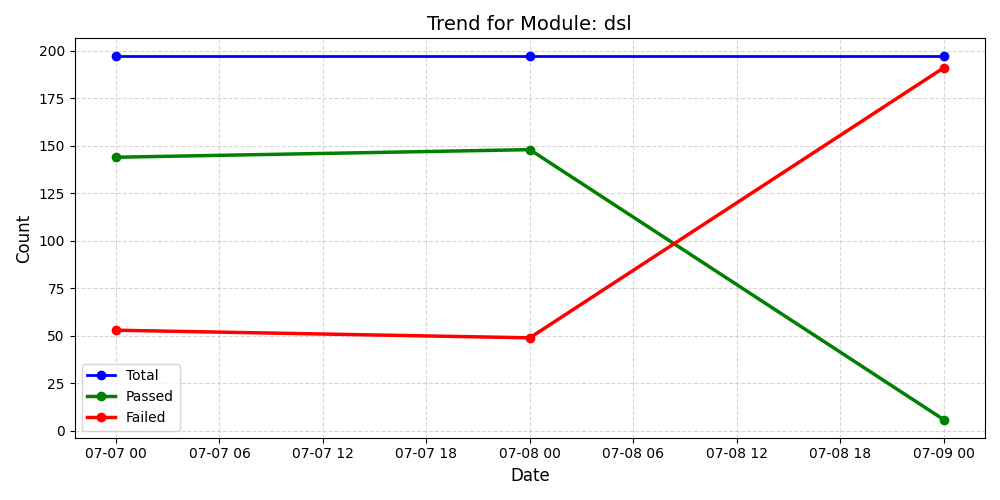 Trend for Module: dsl
Count
200
175
150
125
100
75
50
25
0
Total
Passed
Failed
07-07 00 07-07 06 07-07 12 07-07 18 07-08 00 07-08 06 07-08 12 07-08 18 07-09 00
Date